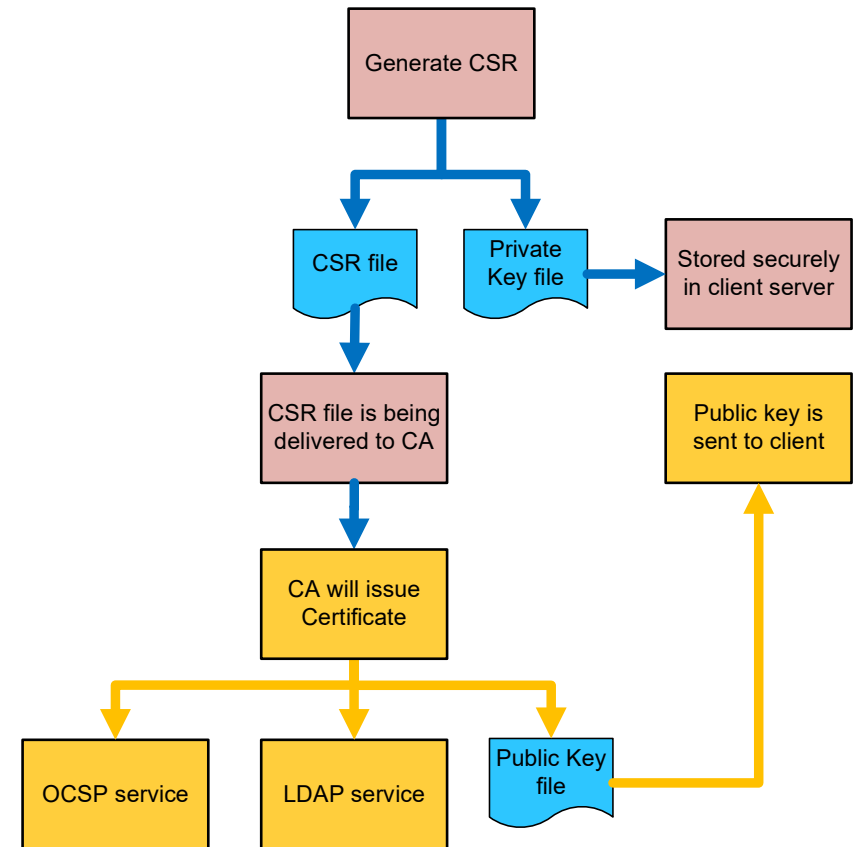 Generate CSR
CSR file
Private
Key file
Stored securely
in client server
CSR file is being
delivered to CA
Public key is
sent to client
CA will issue
Certificate
OCSP service
LDAP service
Public Key
file